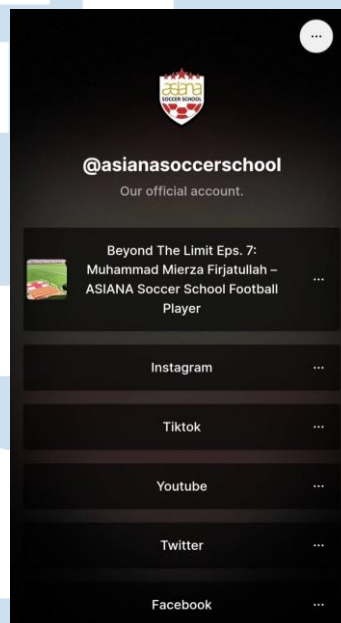 asiana
SOCCER SCHOOL
@asianasoccerschool
Our official account.
Beyond The Limit Eps. 7:
Muhammad Mierza Firjatullah –
ASIANA Soccer School Football
Player
Instagram
Tiktok
Youtube
Twitter
Facebook